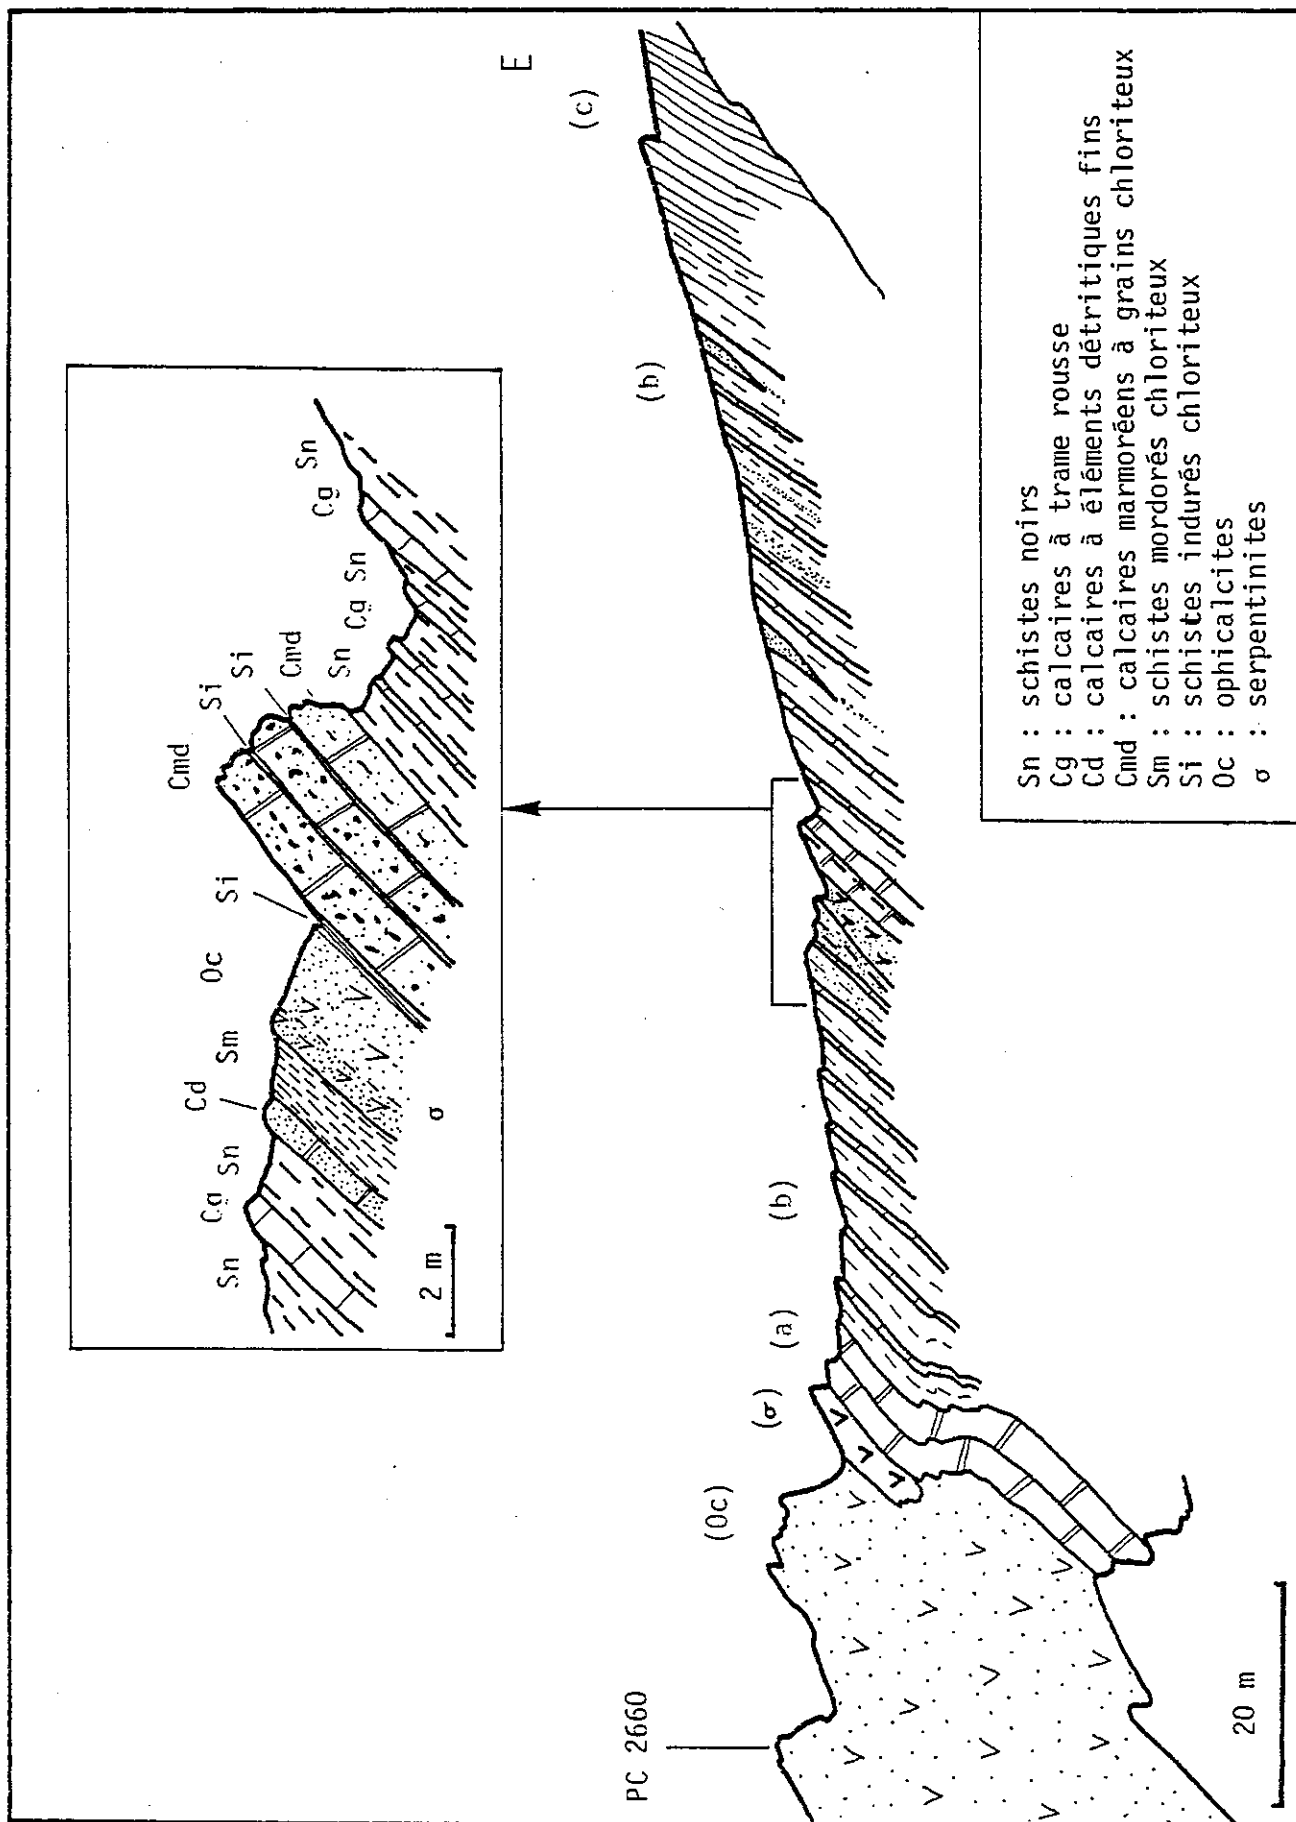 Sn
Cg
Sn
Cd
Sm
Oc
Si
Cmd
Si
Si
Cmd
Sn
Cg
Sn
Cg
Sn
σ
2 m
E
PC 2660
(Oc)
(σ)
(a)
(b)
(b)
(c)
20 m
Sn : schistes noirs
Cg : calcaires à trame rousse
Cd : calcaires à éléments détritiques fins
Cmd : calcaires marmoréens à grains chloriteux
Sm : schistes mordorés chloriteux
Si : schistes indurés chloriteux
Oc : ophicalcites
σ : serpentinites